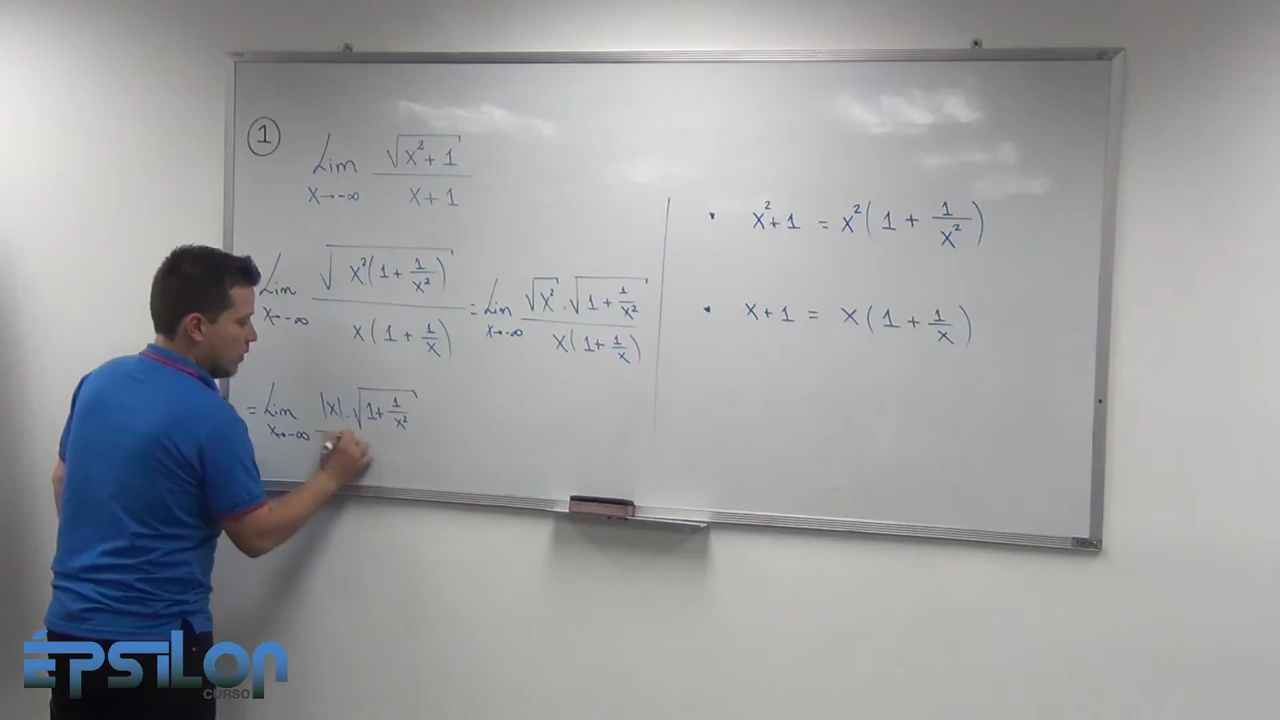 ①
Lim x→-∞ √(x²+1) / x+1
Lim x→-∞ √(x²(1+1/x²)) / x(1+1/x) = Lim x→-∞ √x² . √(1+1/x²) / x(1+1/x)
= Lim x→-∞ |x| . √(1+1/x²)
• x²+1 = x²(1+1/x²)
• x+1 = x(1+1/x)
ÉPSILON
CURSO